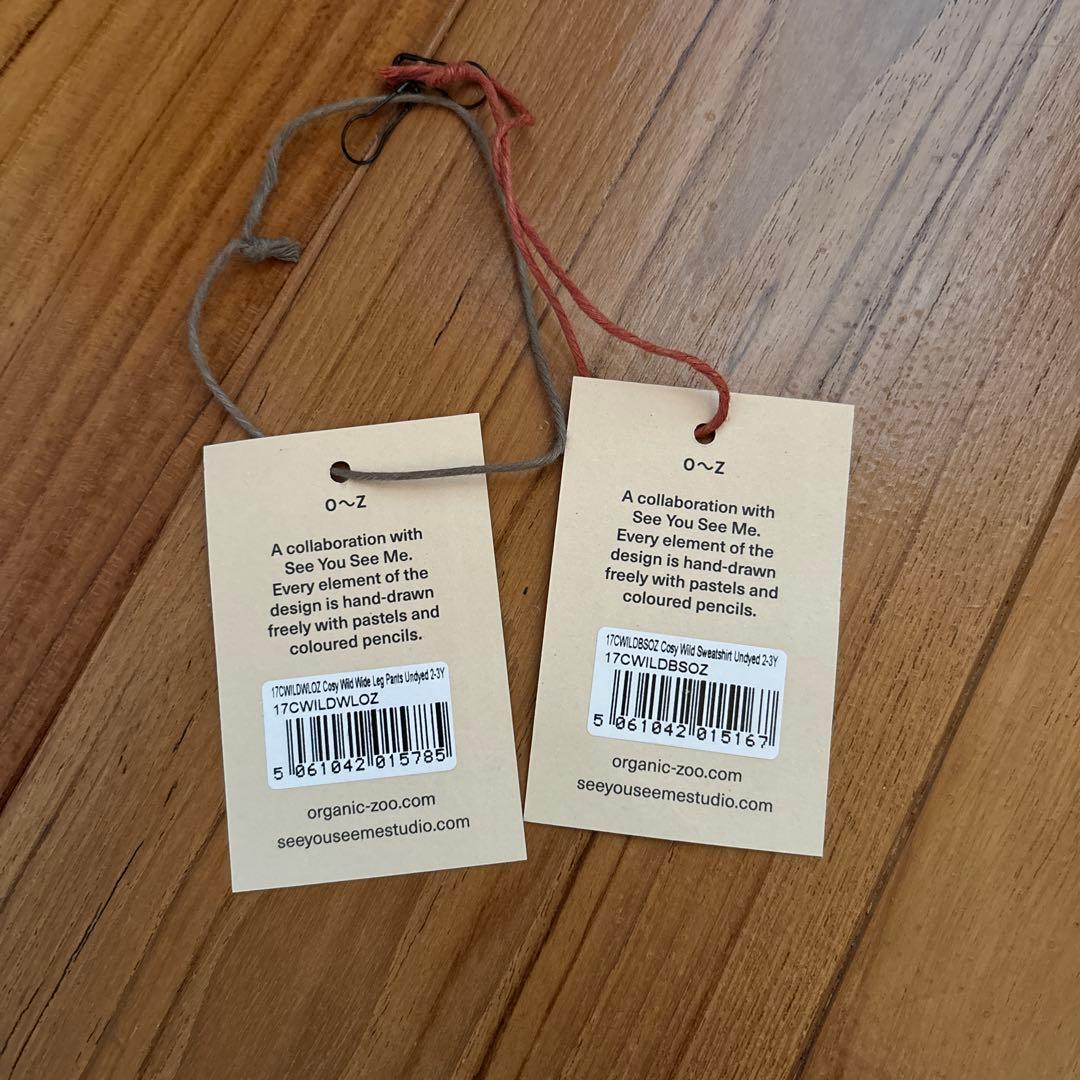 O~Z
A collaboration with
See You See Me.
Every element of the
design is hand-drawn
freely with pastels and
coloured pencils.
17CWILDWLOZ Cosy Wild Wide Leg Pants Undyed 2-3Y
17CWILDWLOZ
5 061042 015785
organic-zoo.com
seeyouseemestudio.com
O~Z
A collaboration with
See You See Me.
Every element of the
design is hand-drawn
freely with pastels and
coloured pencils.
17CWILDBSOZ Cosy Wild Sweatshirt Undyed 2-3Y
17CWILDBSOZ
5 061042 015167
organic-zoo.com
seeyouseemestudio.com